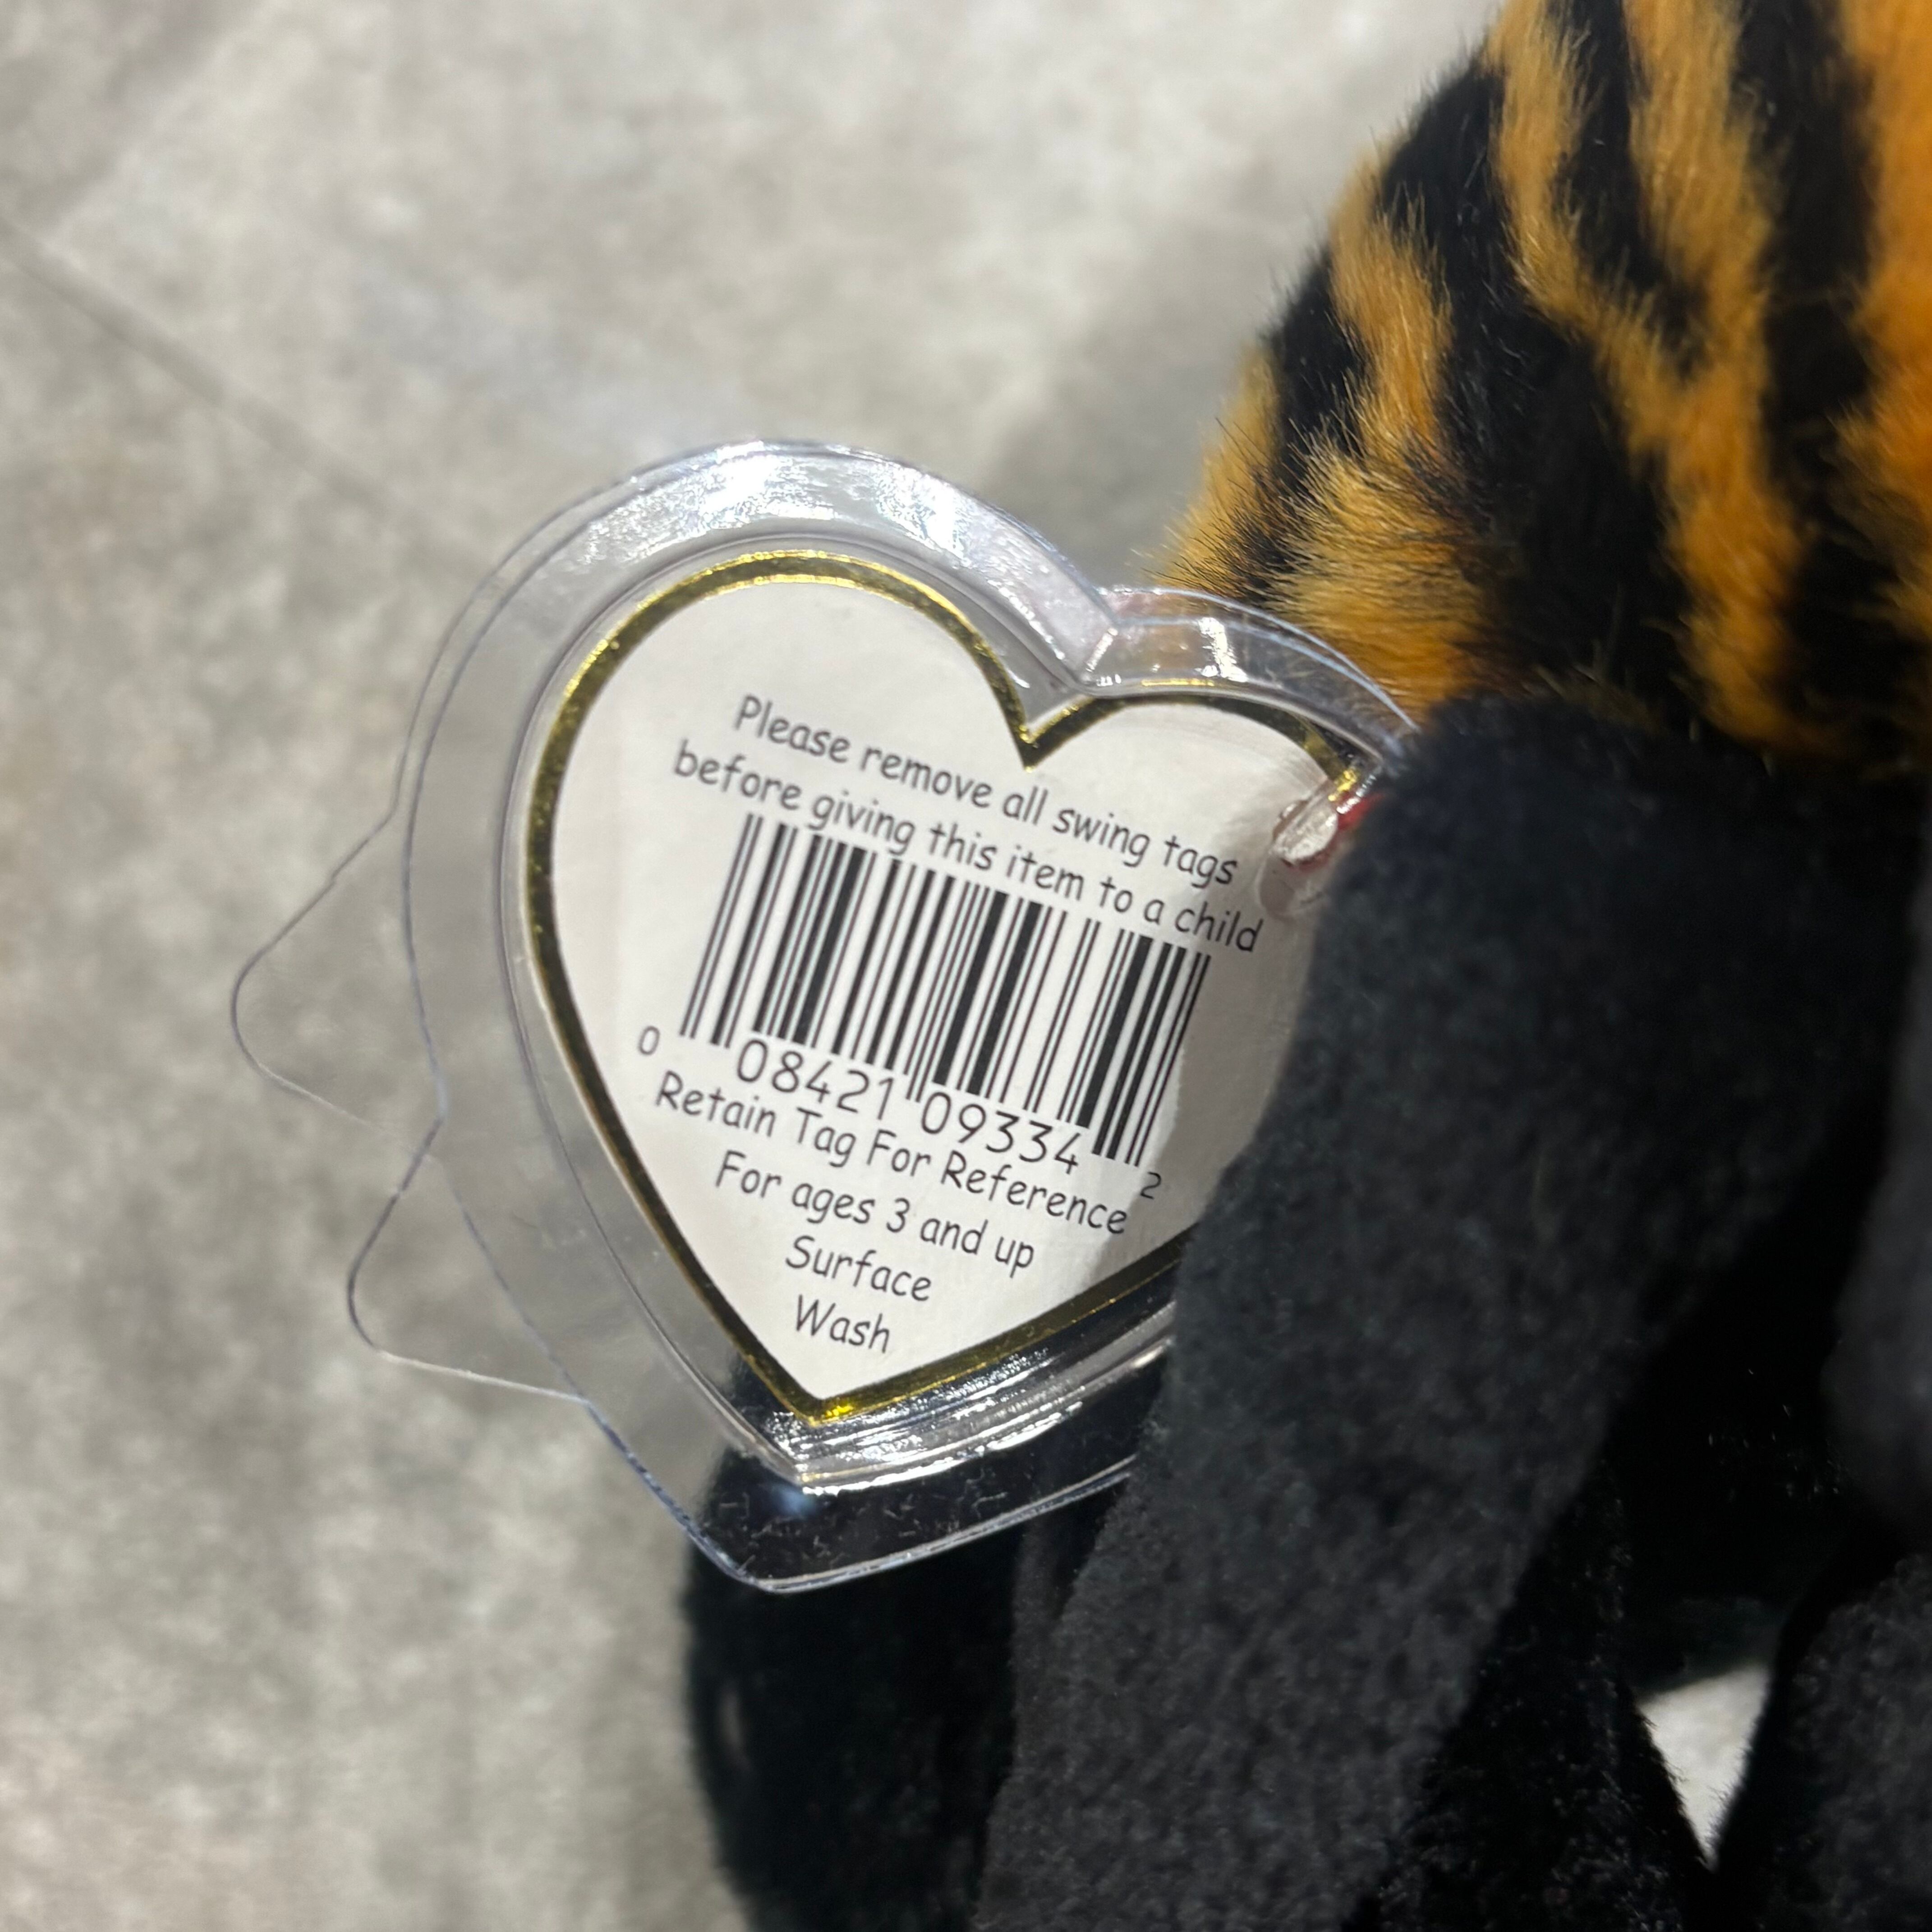 Please remove all swing tags
before giving this item to a child
0 08421 09334 2
Retain Tag For Reference
For ages 3 and up
Surface
Wash